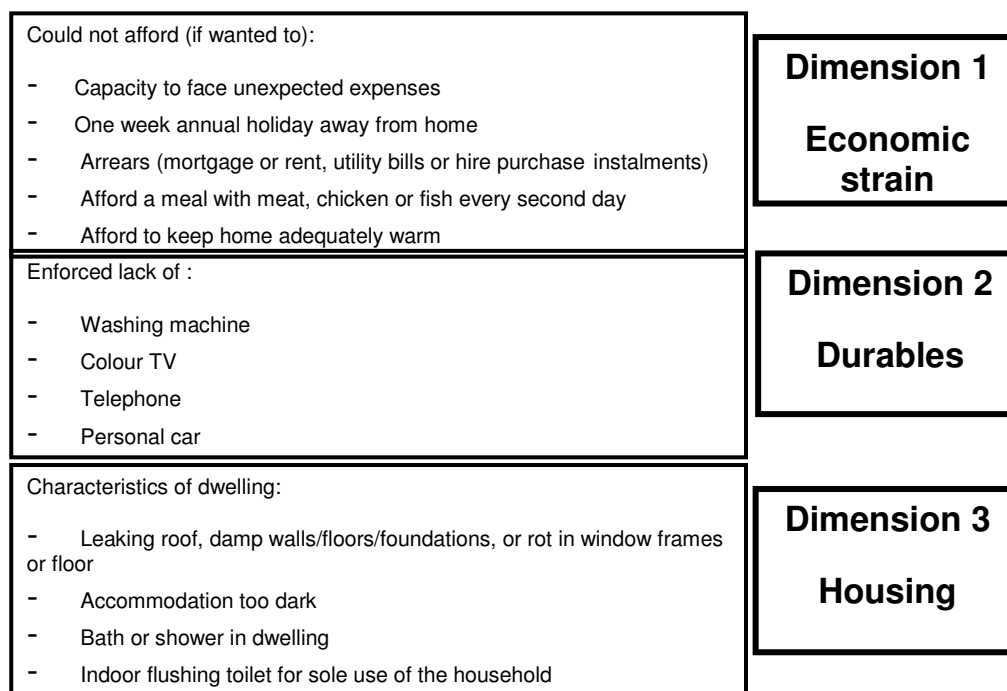 Could not afford (if wanted to):
- Capacity to face unexpected expenses
- One week annual holiday away from home
- Arrears (mortgage or rent, utility bills or hire purchase instalments)
- Afford a meal with meat, chicken or fish every second day
- Afford to keep home adequately warm
Dimension 1
Economic
strain
Enforced lack of :
- Washing machine
- Colour TV
- Telephone
- Personal car
Dimension 2
Durables
Characteristics of dwelling:
- Leaking roof, damp walls/floors/foundations, or rot in window frames
or floor
- Accommodation too dark
- Bath or shower in dwelling
- Indoor flushing toilet for sole use of the household
Dimension 3
Housing